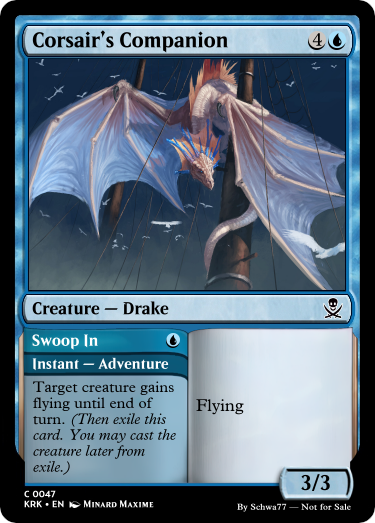 Corsair's Companion 4
Creature — Drake
Swoop In
Instant — Adventure
Target creature gains
flying until end of
turn. (Then exile this
card. You may cast the
creature later from
exile.)
Flying
3/3
C 0047
KRK • EN Minard Maxime
By Schwa77 — Not for Sale